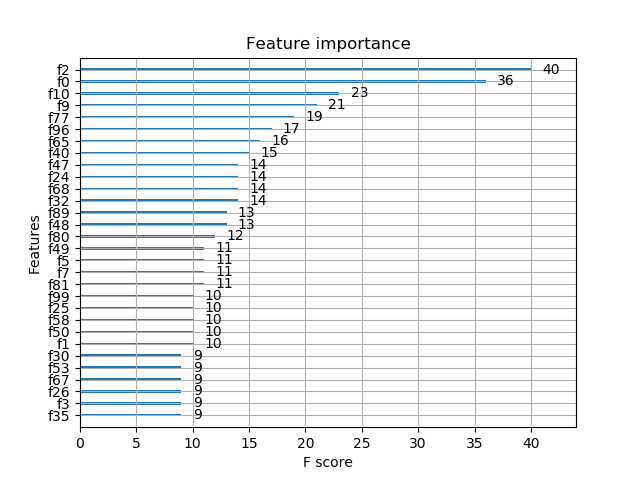 Feature importance
f2 40
f0 36
f10 23
f9 21
f77 19
f96 17
f65 16
f40 15
f47 14
f24 14
f68 14
f32 14
f89 13
f48 13
f80 12
f49 11
f5 11
f7 11
f81 11
f99 10
f25 10
f58 10
f50 10
f1 10
f30 9
f53 9
f67 9
f26 9
f3 9
f35 9
Features
0 5 10 15 20 25 30 35 40
F score